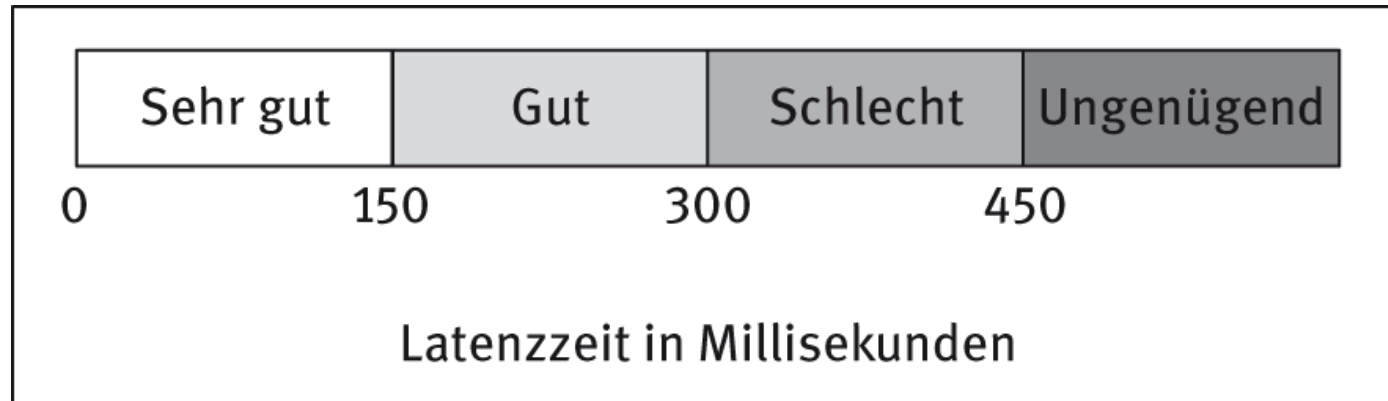 Sehr gut Gut Schlecht Ungenügend
0 150 300 450
Latenzzeit in Millisekunden